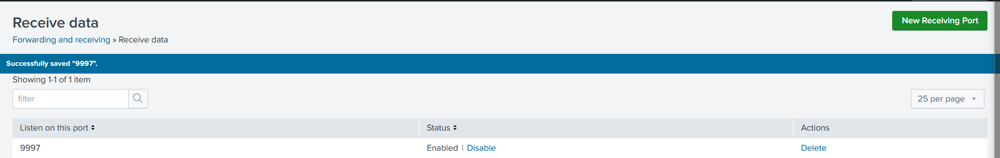 Receive data
New Receiving Port
Forwarding and receiving » Receive data
Successfully saved "9997".
Showing 1-1 of 1 item
filter
25 per page
Listen on this port Status Actions
9997 Enabled | Disable Delete